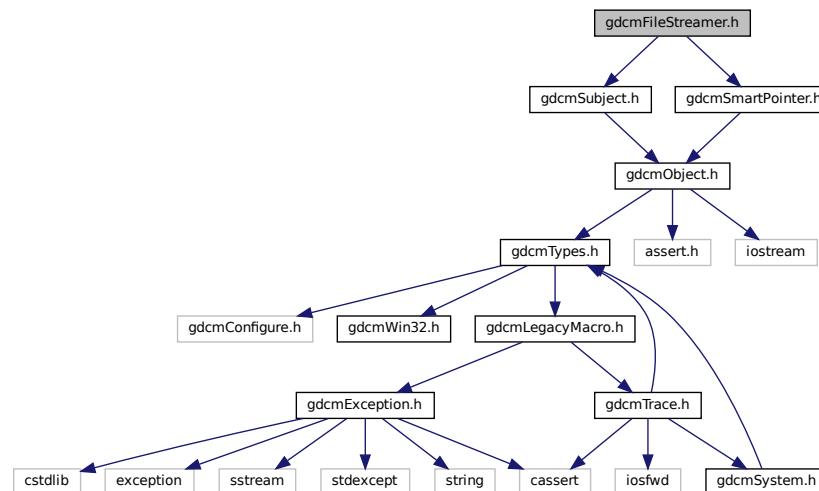 gdcmFileStreamer.h
gdcmSubject.h
gdcmSmartPointer.h
gdcmObject.h
gdcmTypes.h
assert.h
iostream
gdcmConfigure.h
gdcmWin32.h
gdcmLegacyMacro.h
gdcmException.h
gdcmTrace.h
cstdlib
exception
sstream
stdexcept
string
cassert
iosfwd
gdcmSystem.h